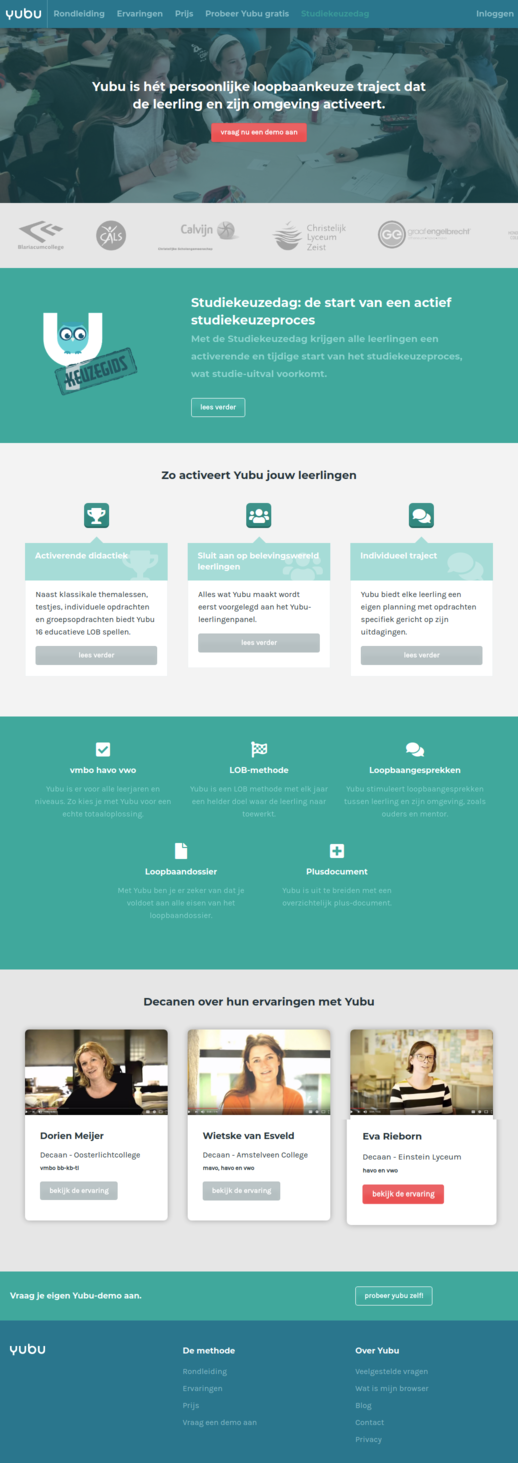 yubu Rondleiding Ervaringen Prijs Probeer Yubu gratis Studiekeuzedag Inloggen
Yubu is hét persoonlijke loopbaankeuze traject dat
de leerling en zijn omgeving activeert.
vraag nu een demo aan
Blariacumcollege
CALS
Calvijn
Christelijk
Lyceum
Zeist
GE graafengelbrecht
Studiekeuzedag: de start van een actief
studiekeuzeproces
Met de Studiekeuzedag krijgen alle leerlingen een
activerende en tijdige start van het studiekeuzeproces,
wat studie-uitval voorkomt.
KEUZEGIDS
lees verder
Zo activeert Yubu jouw leerlingen
Activerende didactiek
Naast klassikale themalessen,
testjes, individuele opdrachten
en groepsopdrachten biedt Yubu
16 educatieve LOB spellen.
lees verder
Sluit aan op belevingswereld
leerlingen
Alles wat Yubu maakt wordt
eerst voorgelegd aan het Yubu-
leerlingenpanel.
lees verder
Individueel traject
Yubu biedt elke leerling een
eigen planning met opdrachten
specifiek gericht op zijn
uitdagingen.
lees verder
vmbo havo vwo
Yubu is er voor alle leerjaren en
niveaus. Zo kies je met Yubu voor een
echte totaaloplossing.
LOB-methode
Yubu is een LOB methode met elk jaar
een helder doel waar de leerling naar
toewerkt.
Loopbaangesprekken
Yubu stimuleert loopbaangesprekken
tussen leerling en zijn omgeving, zoals
ouders en mentor.
Loopbaandossier
Met Yubu ben je er zeker van dat je
voldoet aan alle eisen van het
loopbaandossier.
Plusdocument
Yubu is uit te breiden met een
overzichtelijk plus-document.
Decanen over hun ervaringen met Yubu
Dorien Meijer
Decaan - Oosterlichtcollege
vmbo bb-kb-tl
bekijk de ervaring
Wietske van Esveld
Decaan - Amstelveen College
mavo, havo en vwo
bekijk de ervaring
Eva Rieborn
Decaan - Einstein Lyceum
havo en vwo
bekijk de ervaring
Vraag je eigen Yubu-demo aan.
probeer yubu zelf!
yubu
De methode
Rondleiding
Ervaringen
Prijs
Vraag een demo aan
Over Yubu
Veelgestelde vragen
Wat is mijn browser
Blog
Contact
Privacy